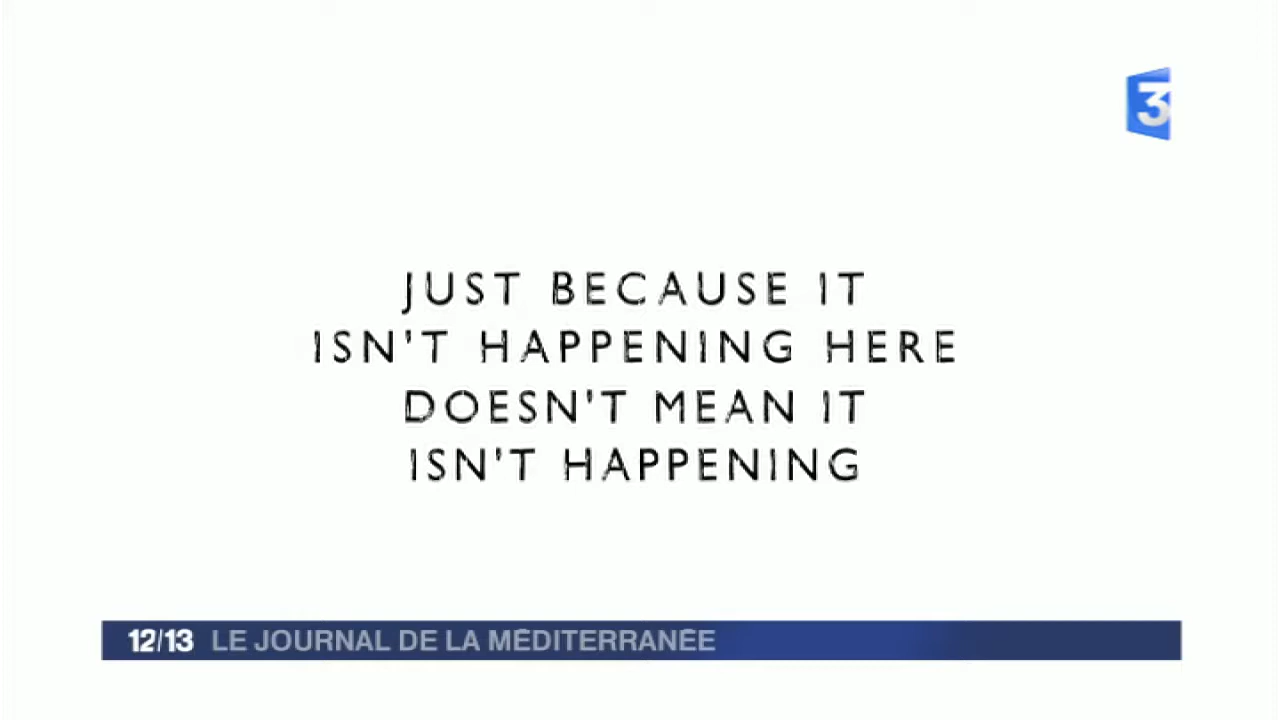 3
JUST BECAUSE IT
ISN'T HAPPENING HERE
DOESN'T MEAN IT
ISN'T HAPPENING
12/13 LE JOURNAL DE LA MÉDITERRANÉE